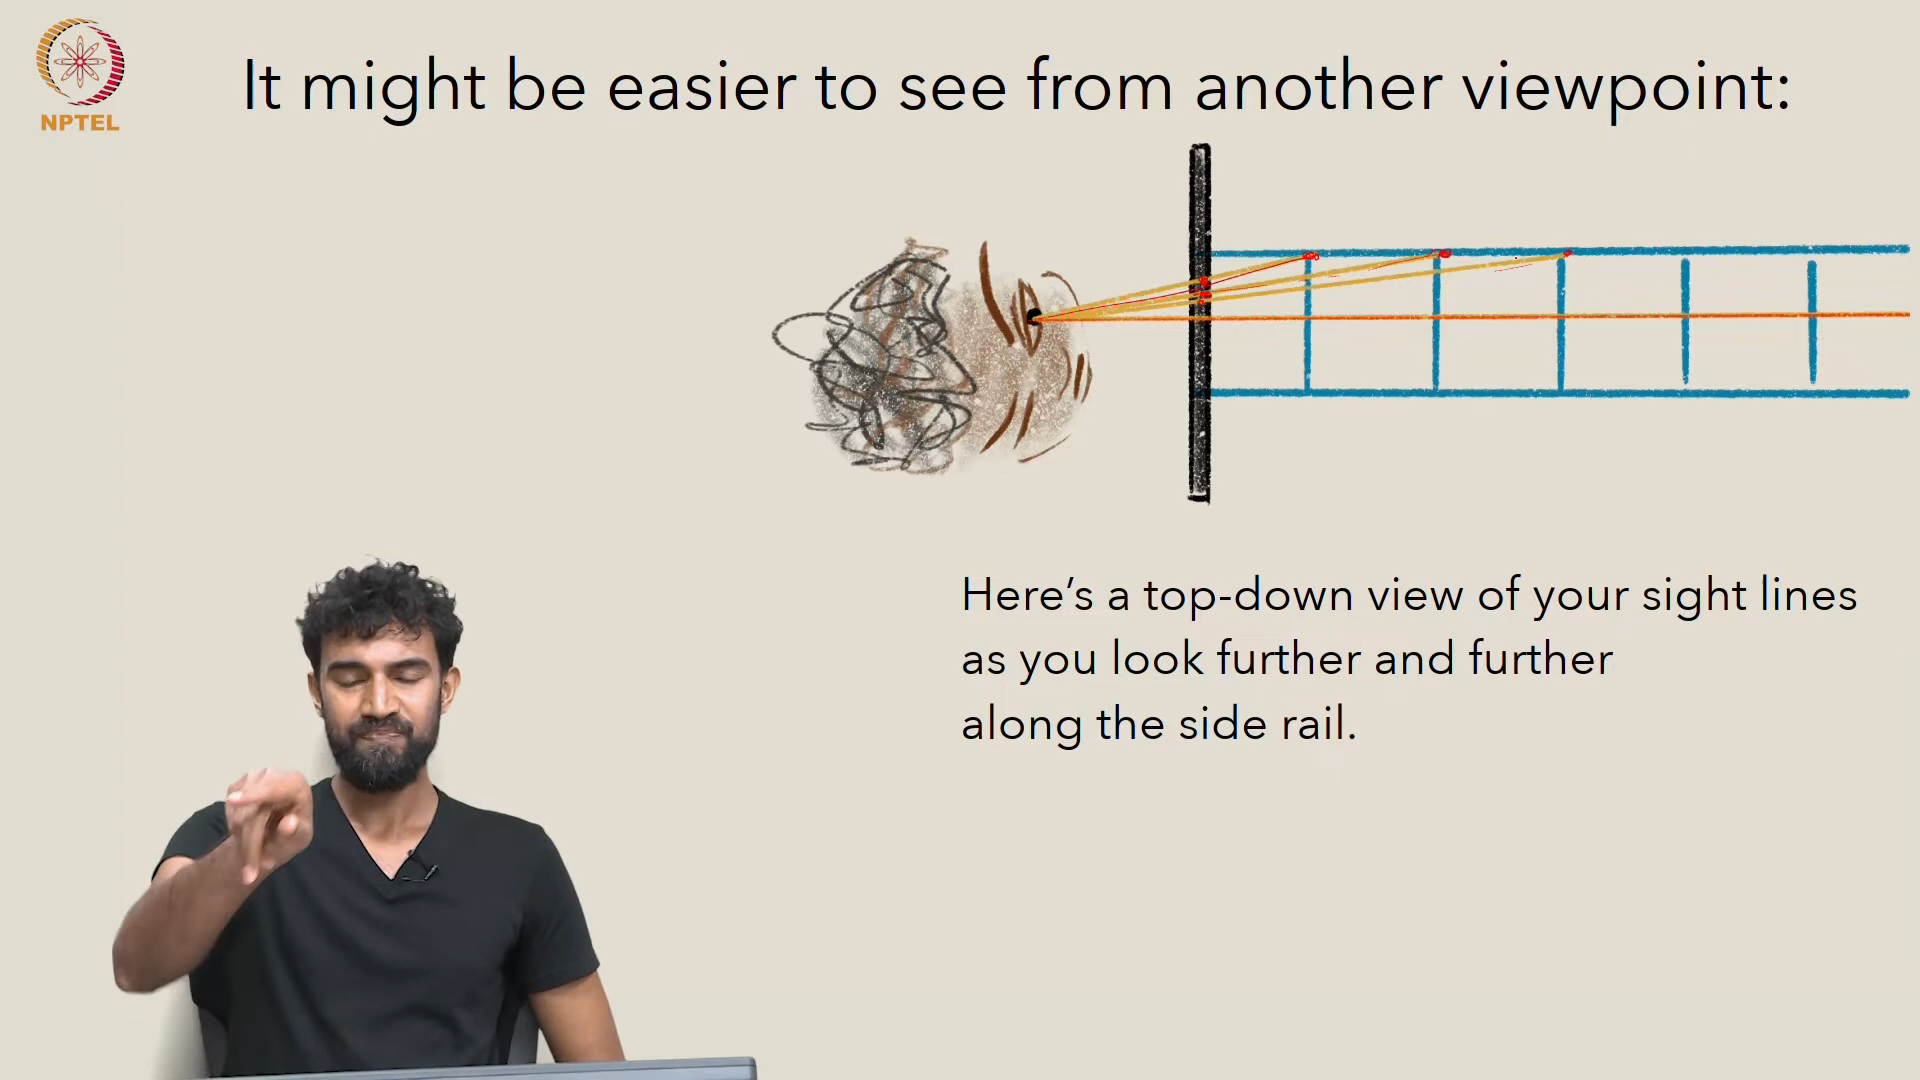 NPTEL
It might be easier to see from another viewpoint:
Here’s a top-down view of your sight lines
as you look further and further
along the side rail.